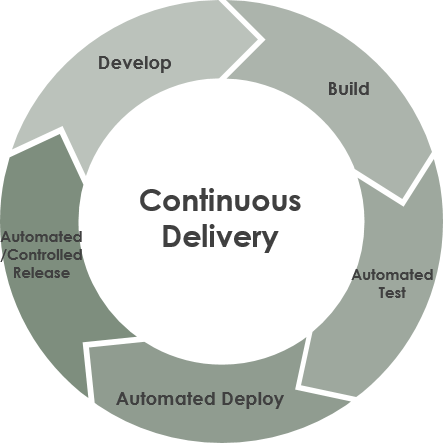 Develop
Build
Continuous
Delivery
Automated
/Controlled
Release
Automated
Test
Automated Deploy